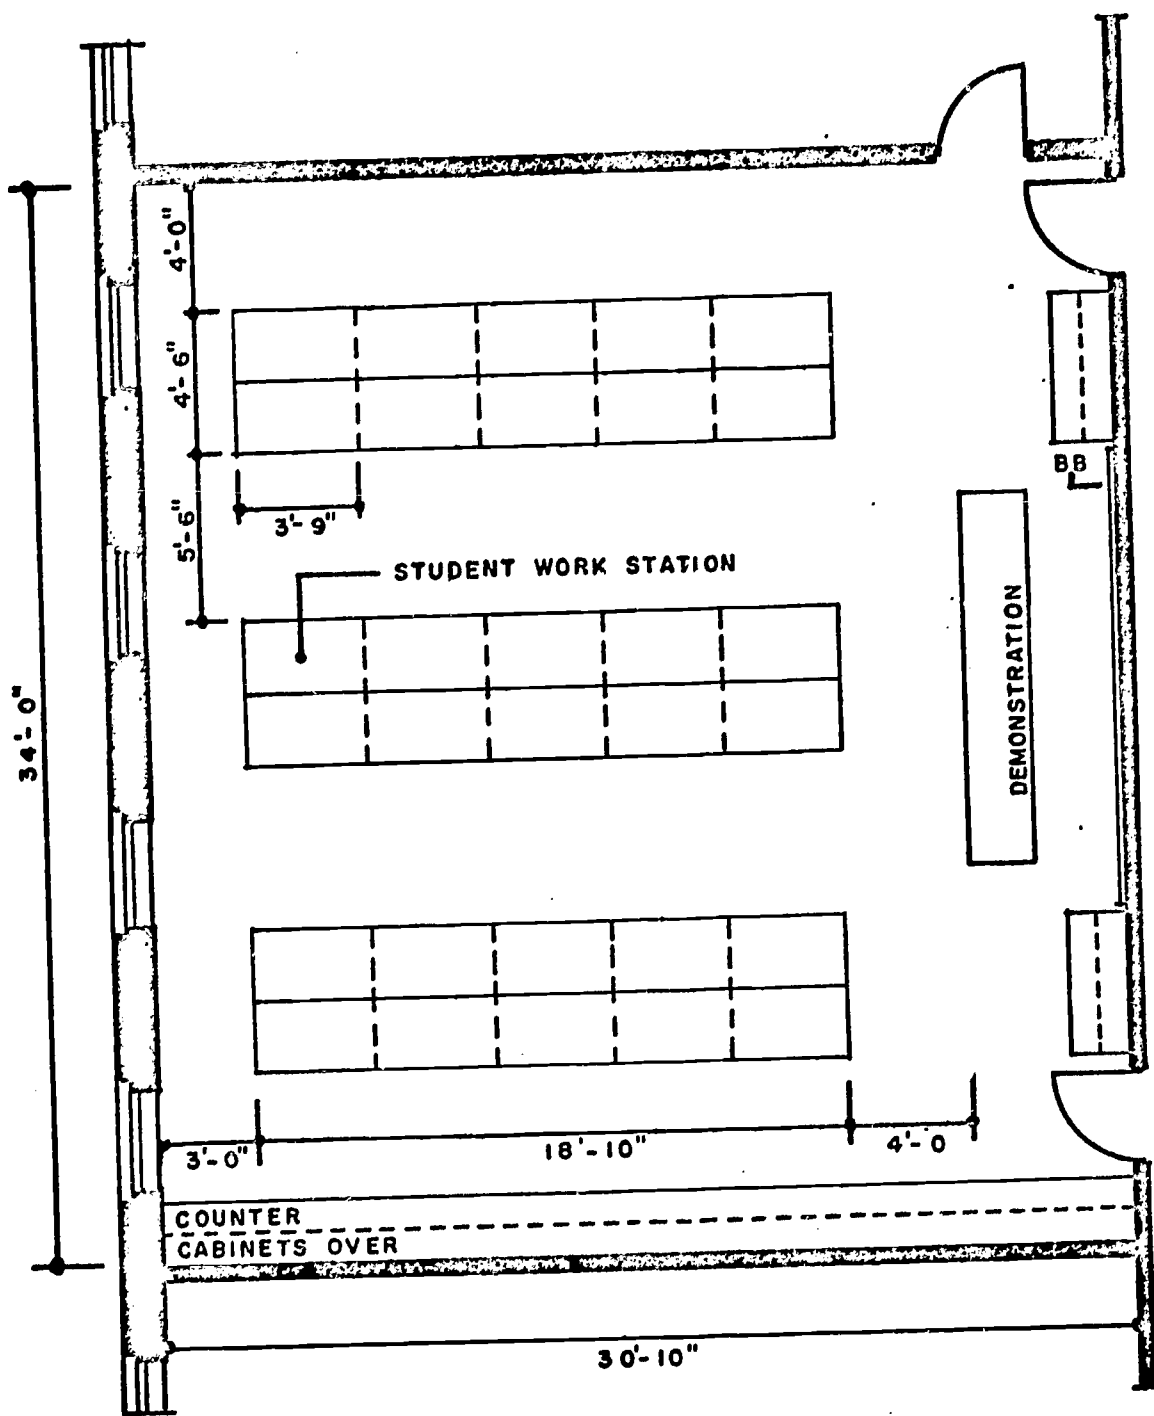 4'-0"
4'-6"
BB
3'-9"
5'-6"
STUDENT WORK STATION
DEMONSTRATION
34'-0"
3'-0"
18'-10"
4'-0
COUNTER
CABINETS OVER
30'-10"